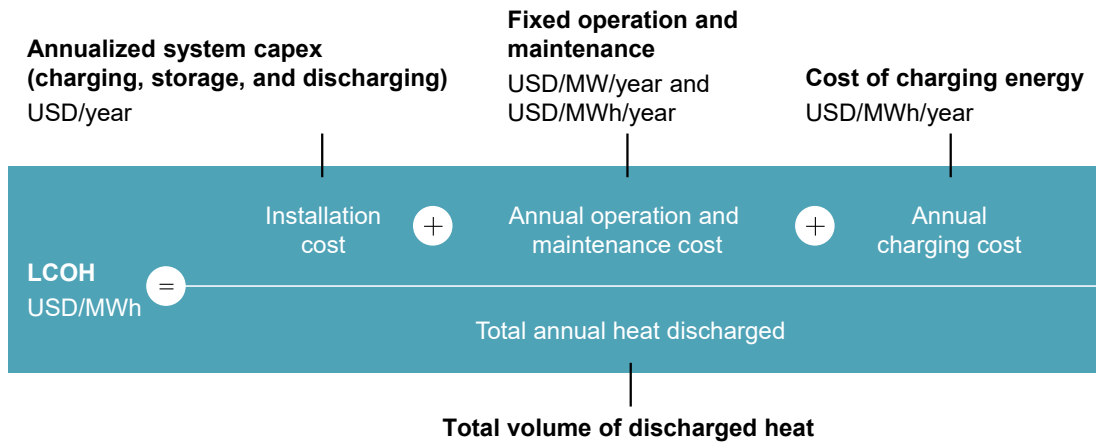 Annualized system capex
(charging, storage, and discharging)
USD/year
Fixed operation and
maintenance
USD/MW/year and
USD/MWh/year
Cost of charging energy
USD/MWh/year
LCOH
USD/MWh
=
Installation
cost
+
Annual operation and
maintenance cost
+
Annual
charging cost
Total annual heat discharged
Total volume of discharged heat